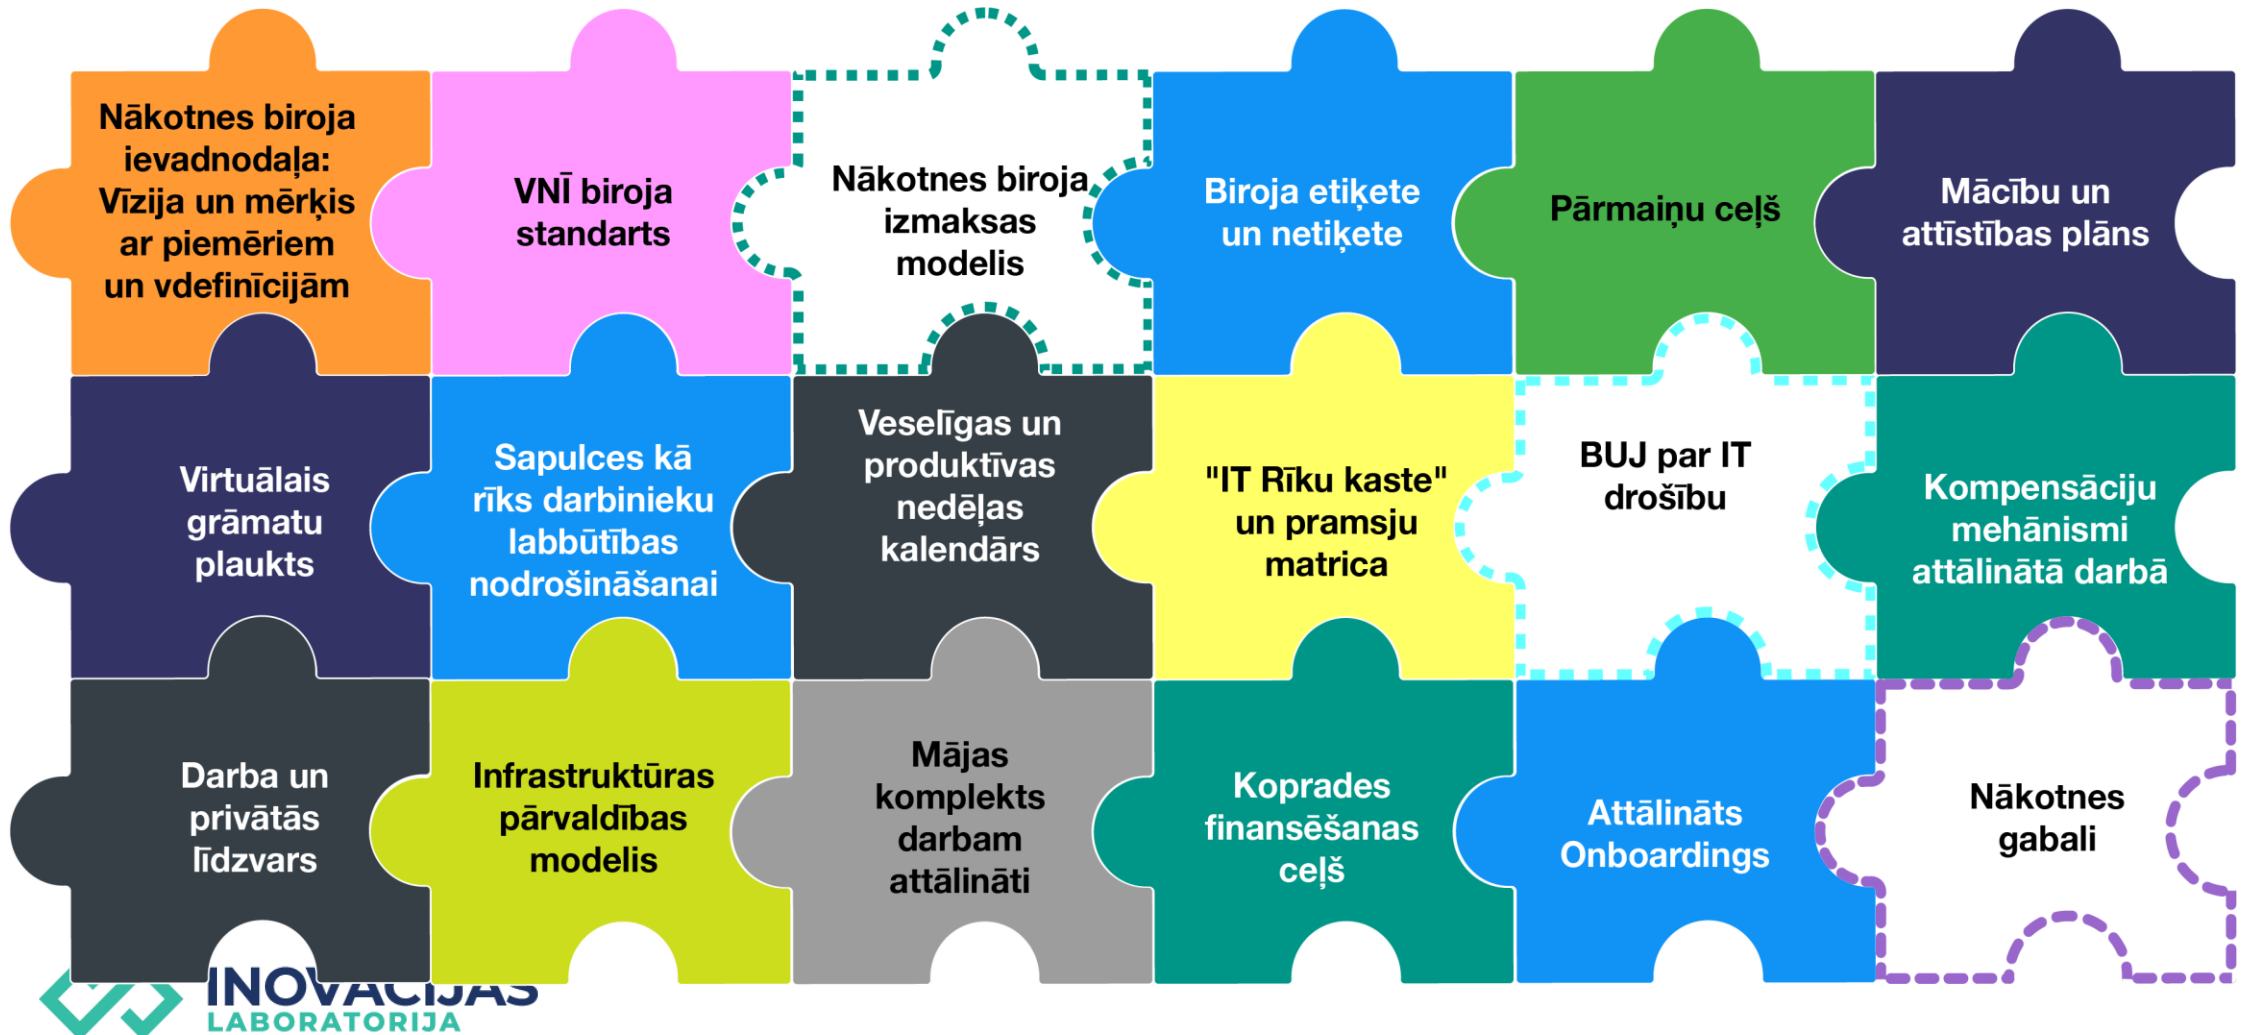 Nākotnes biroja
ievadnodaļa:
Vīzija un mērķis
ar piemēriem
un vdefinīcijām
VNĪ biroja
standarts
Nākotnes biroja
izmaksas
modelis
Biroja etiķete
un netiķete
Pārmaiņu ceļš
Mācību un
attīstības plāns
Virtuālais
grāmatu
plaukts
Sapulces kā
rīks darbinieku
labbūtības
nodrošināšanai
Veselīgas un
produktīvas
nedēļas
kalendārs
"IT Rīku kaste"
un pramsju
matrica
BUJ par IT
drošību
Kompensāciju
mehānismi
attālinātā darbā
Darba un
privātās
līdzvars
Infrastruktūras
pārvaldības
modelis
Mājas
komplekts
darbam
attālināti
Koprades
finansēšanas
ceļš
Attālināts
Onboardings
Nākotnes
gabali
INOVĀCIJAS
LABORATORIJA